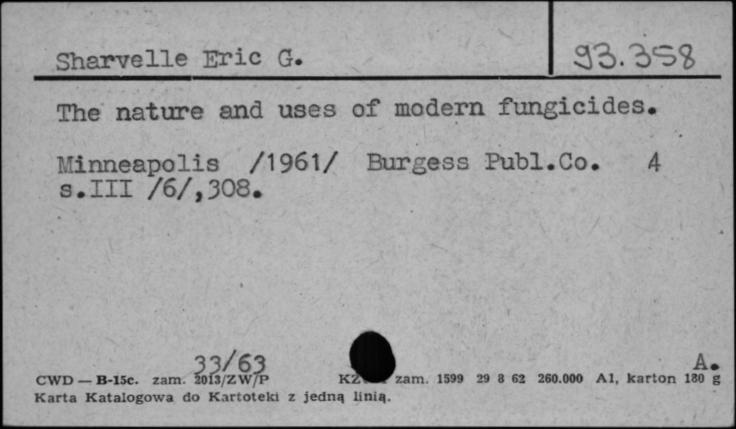 Sharvelle Eric G.
93.358
The nature and uses of modern fungicides.
Minneapolis /1961/ Burgess Publ.Co. 4
s.III /6/,308.
33/63
A.
CWD — B-15c. zam. 2013/ZW/P zam. 1599 29 8 62 260.000 A1, karton 180 g
Karta Katalogowa do Kartoteki z jedną linią.